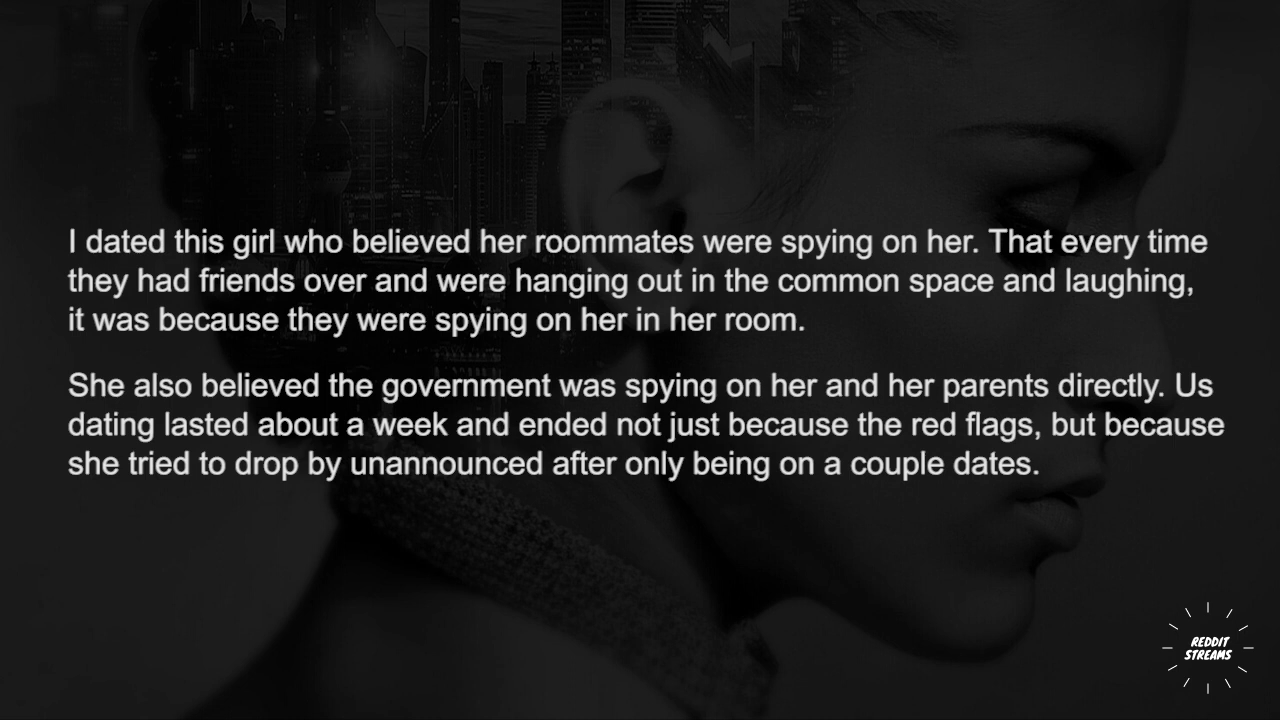 I dated this girl who believed her roommates were spying on her. That every time
they had friends over and were hanging out in the common space and laughing,
it was because they were spying on her in her room.
She also believed the government was spying on her and her parents directly. Us
dating lasted about a week and ended not just because the red flags, but because
she tried to drop by unannounced after only being on a couple dates.
REDDIT
STREAMS